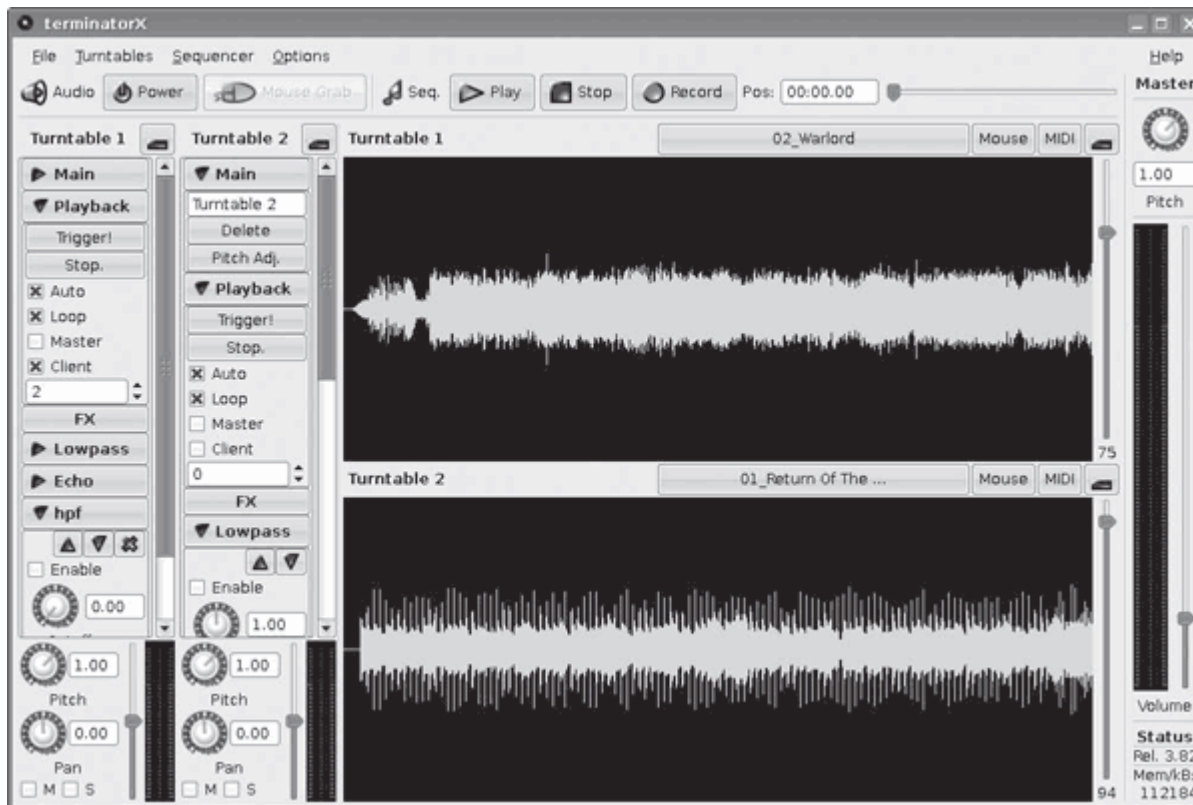 terminatorX
File Turntables Sequencer Options Help
Audio Power Mouse Grab Seq. Play Stop Record Pos: 00:00.00
Master
1.00
Pitch
Volume
Status
Rel. 3.82
Mem/kB:
112184
Turntable 1
Main
Playback
Trigger!
Stop.
Auto
Loop
Master
Client
2
FX
Lowpass
Echo
hpf
Enable
0.00
1.00
Pitch
0.00
Pan
M S
Turntable 2
Main
Turntable 2
Delete
Pitch Adj.
Playback
Trigger!
Stop.
Auto
Loop
Master
Client
0
FX
Lowpass
Enable
1.00
1.00
Pitch
0.00
Pan
M S
Turntable 1 02_Warlord Mouse MIDI
75
Turntable 2 01_Return Of The ... Mouse MIDI
94